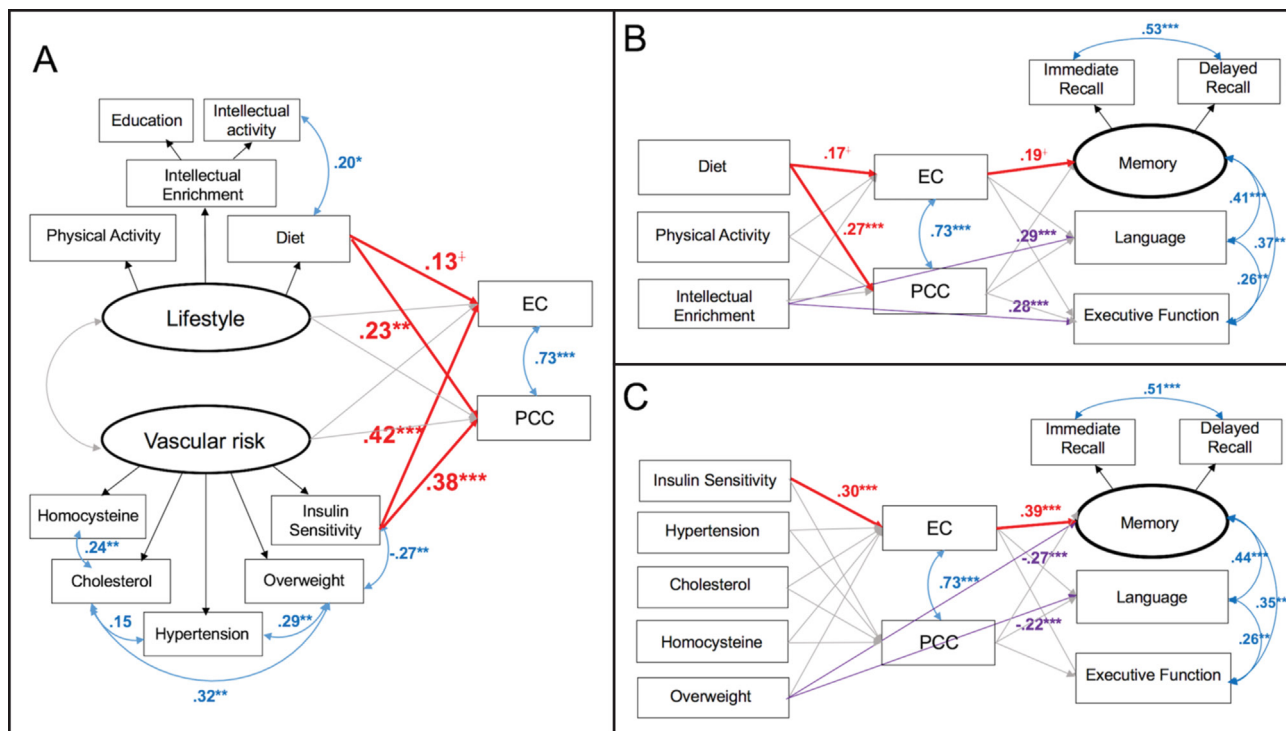 A
Education
Intellectual
activity
.20*
Intellectual
Enrichment
Physical Activity
Diet
.13⸸
EC
Lifestyle
.23**
.73***
PCC
Vascular risk
.42***
.38***
Homocysteine
Insulin
Sensitivity
.24**
-.27**
Cholesterol
Overweight
.15
Hypertension
.29**
.32**
B
.53***
Immediate
Recall
Delayed
Recall
Diet
.17⸸
EC
.19⸸
Memory
.41***
Physical Activity
.27***
.73***
.29***
Language
.37**
Intellectual
Enrichment
PCC
.28***
.26**
Executive Function
C
.51***
Immediate
Recall
Delayed
Recall
Insulin Sensitivity
.30***
EC
.39***
Memory
Hypertension
-.27***
.44***
Cholesterol
.73***
Language
.35**
Homocysteine
PCC
-.22***
.26**
Overweight
Executive Function